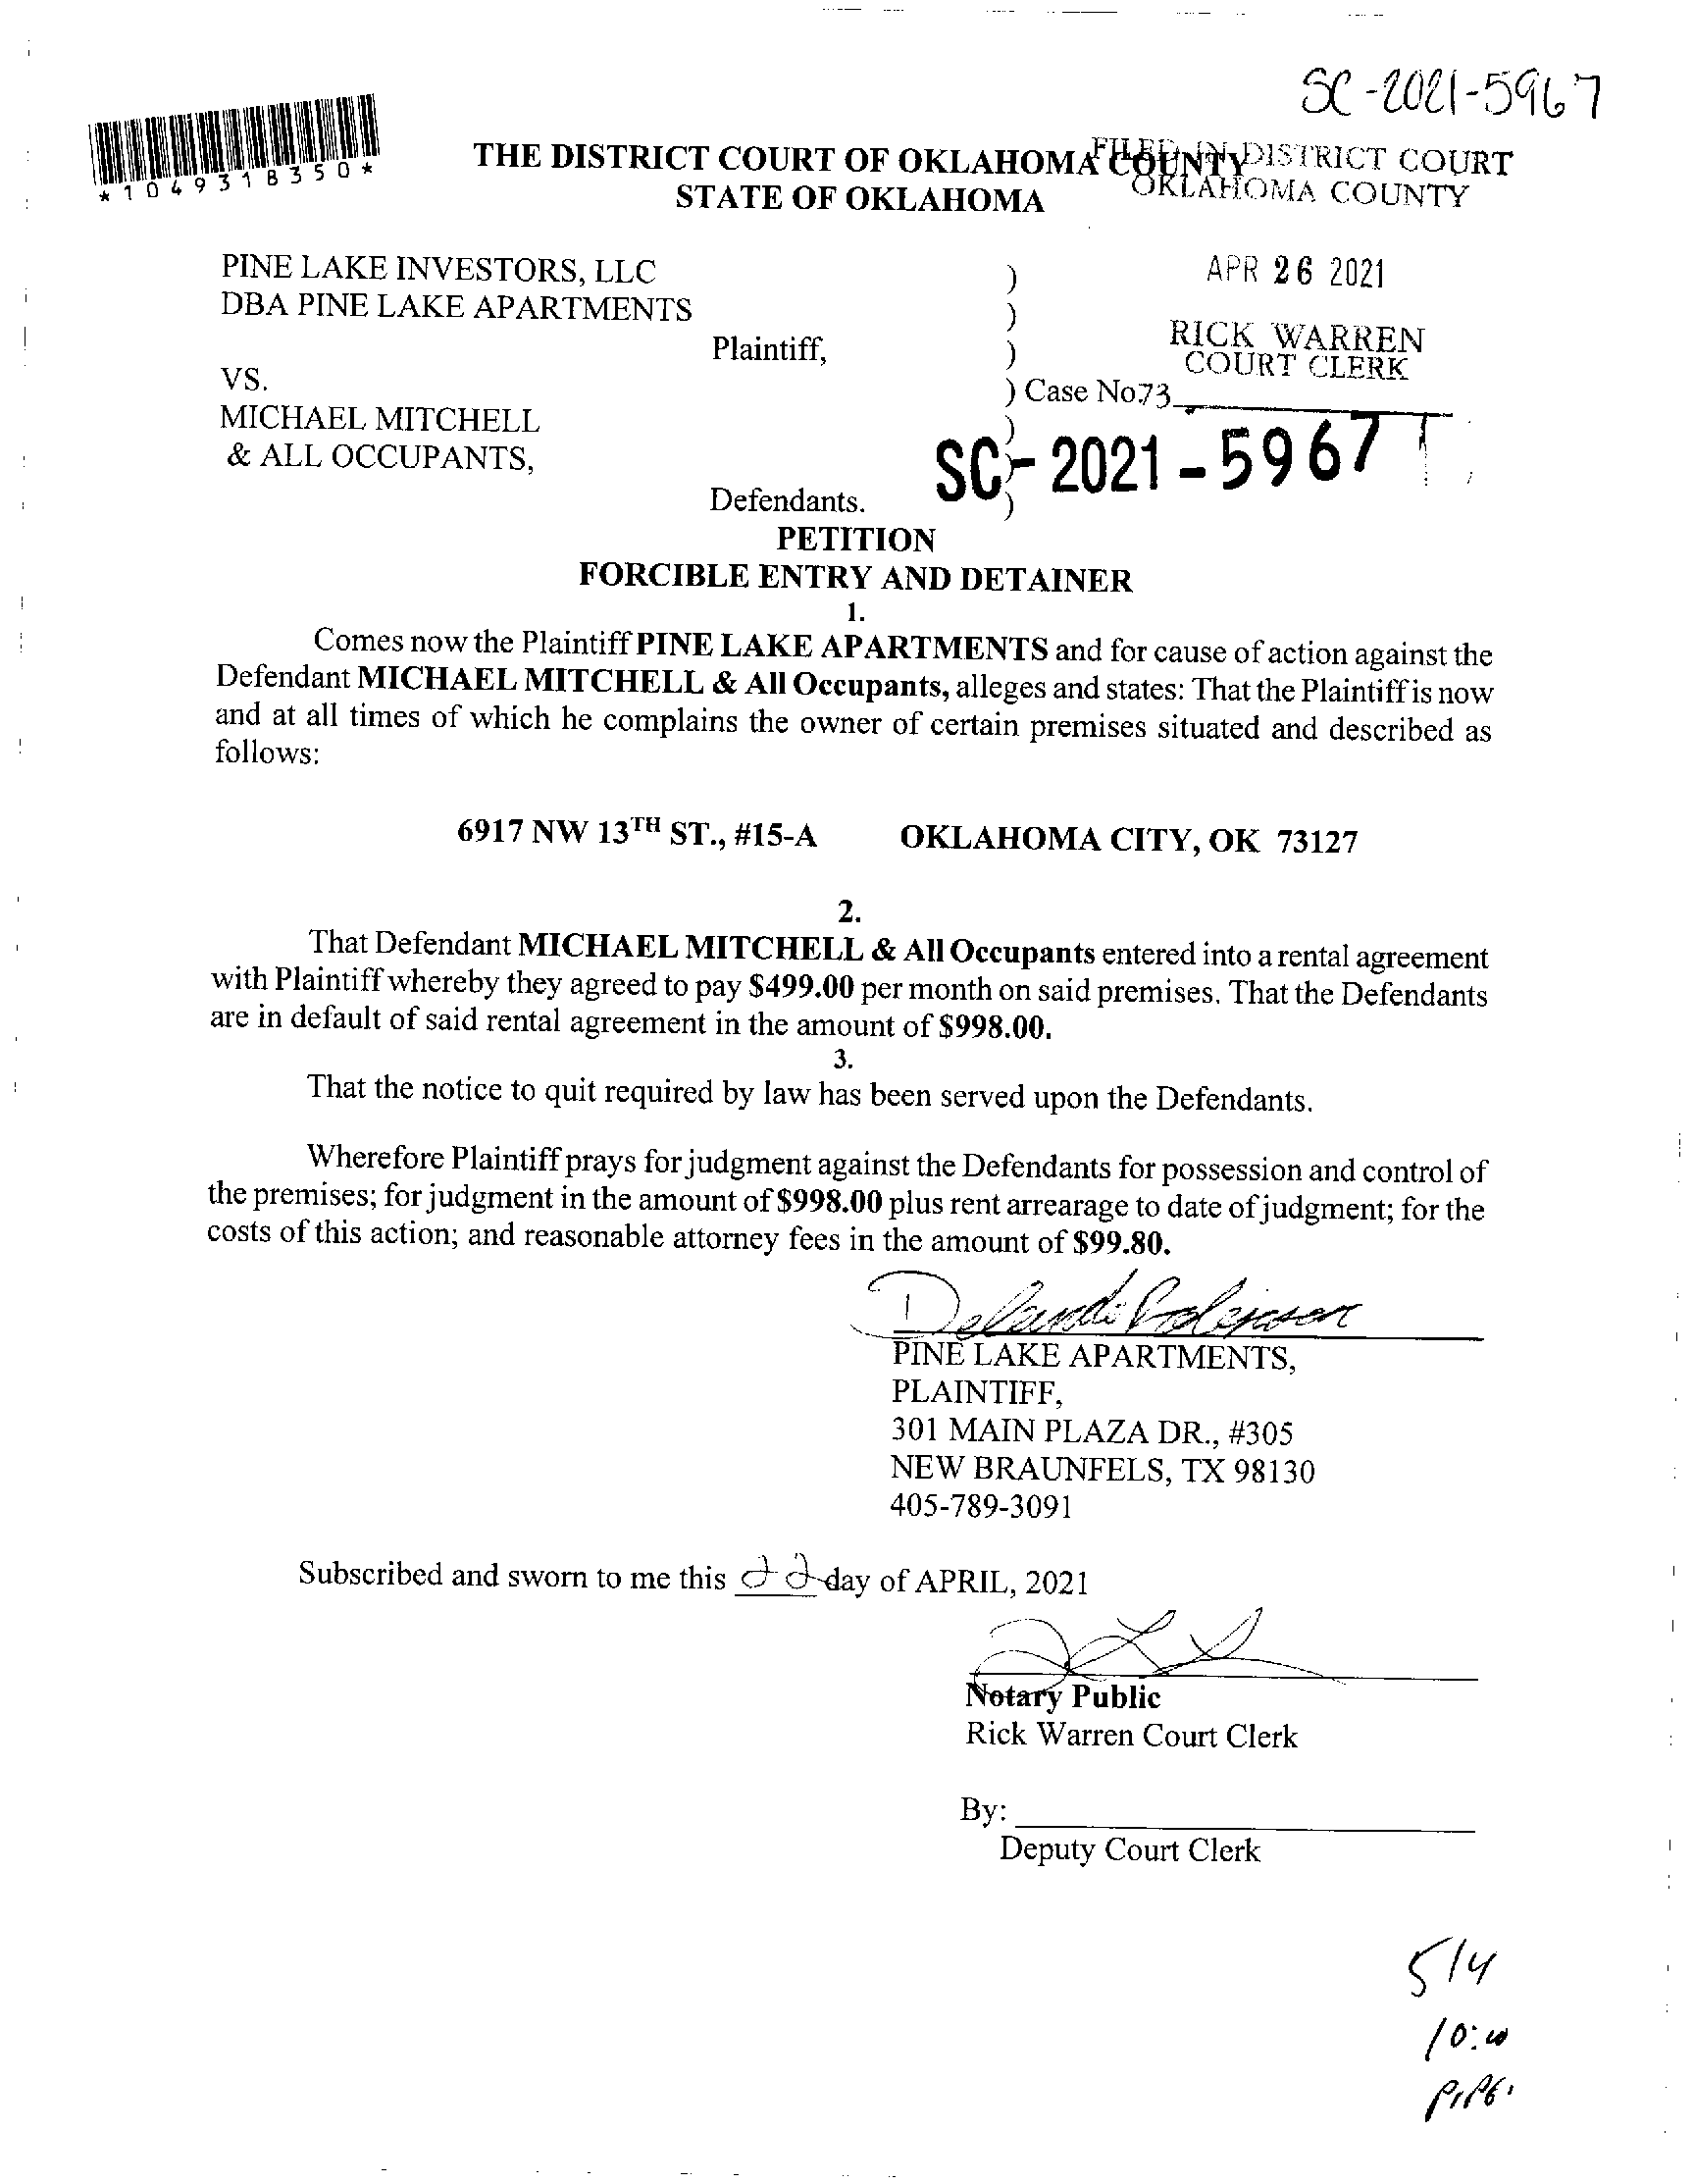 SC-2021-5967
*1049318350*
THE DISTRICT COURT OF OKLAHOMA COUNTY
STATE OF OKLAHOMA
FILED IN DISTRICT COURT
OKLAHOMA COUNTY
PINE LAKE INVESTORS, LLC )
APR 26 2021
DBA PINE LAKE APARTMENTS )
Plaintiff, )
RICK WARREN
COURT CLERK
VS. ) Case No.
73
MICHAEL MITCHELL )
& ALL OCCUPANTS, )
SC-2021-5967
Defendants. )
PETITION
FORCIBLE ENTRY AND DETAINER
1.
Comes now the Plaintiff PINE LAKE APARTMENTS and for cause of action against the
Defendant MICHAEL MITCHELL & All Occupants, alleges and states: That the Plaintiff is now
and at all times of which he complains the owner of certain premises situated and described as
follows:
6917 NW 13TH ST., #15-A OKLAHOMA CITY, OK 73127
2.
That Defendant MICHAEL MITCHELL & All Occupants entered into a rental agreement
with Plaintiff whereby they agreed to pay $499.00 per month on said premises. That the Defendants
are in default of said rental agreement in the amount of $998.00.
3.
That the notice to quit required by law has been served upon the Defendants.
Wherefore Plaintiff prays for judgment against the Defendants for possession and control of
the premises; for judgment in the amount of $998.00 plus rent arrearage to date of judgment; for the
costs of this action; and reasonable attorney fees in the amount of $99.80.
PINE LAKE APARTMENTS,
PLAINTIFF,
301 MAIN PLAZA DR., #305
NEW BRAUNFELS, TX 98130
405-789-3091
Subscribed and sworn to me this 22 day of APRIL, 2021
Notary Public
Rick Warren Court Clerk
By:
Deputy Court Clerk
5/4
10:00